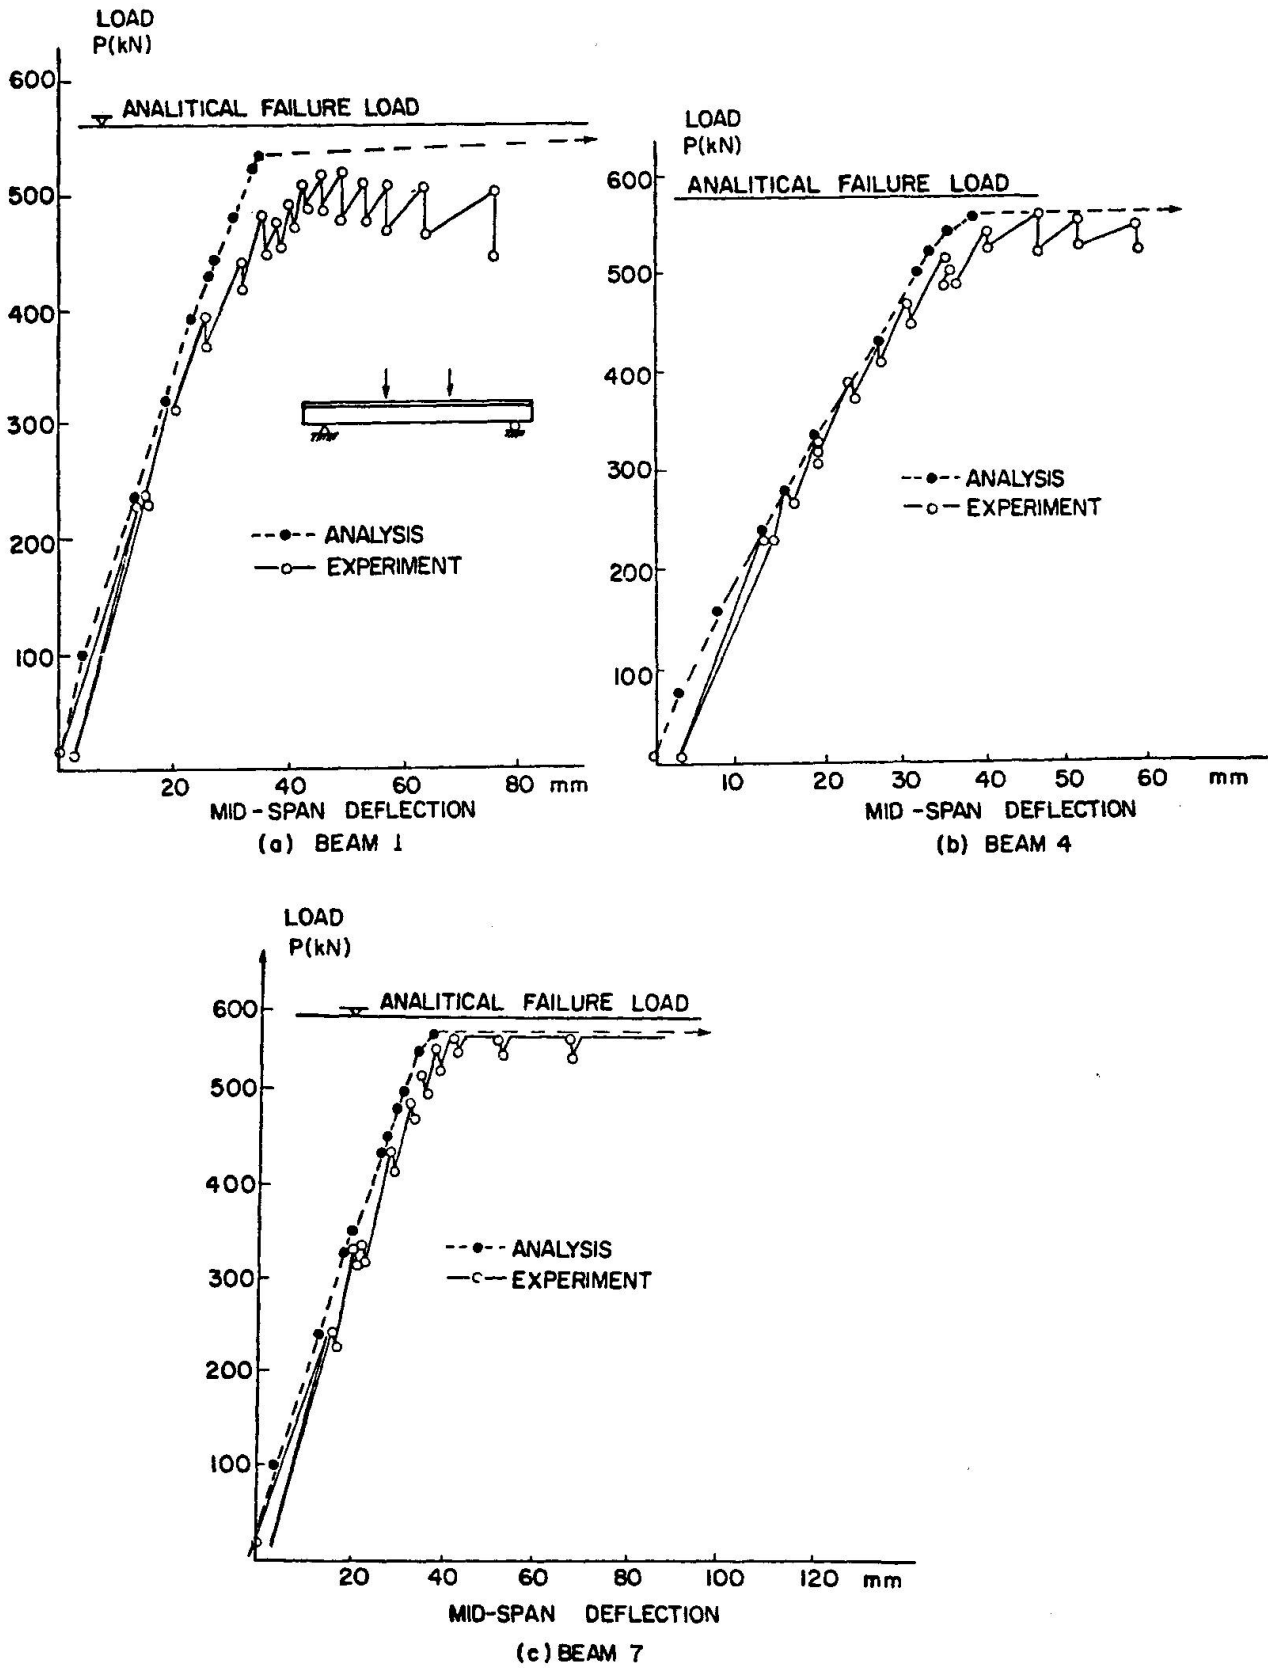 LOAD
P(kN)
600
ANALITICAL FAILURE LOAD
500
400
300
200
100
ANALYSIS
EXPERIMENT
20 40 60 80 mm
MID-SPAN DEFLECTION
(a) BEAM 1
LOAD
P(kN)
600
ANALITICAL FAILURE LOAD
500
400
300
200
100
ANALYSIS
EXPERIMENT
10 20 30 40 50 60 mm
MID-SPAN DEFLECTION
(b) BEAM 4
LOAD
P(kN)
600
ANALITICAL FAILURE LOAD
500
400
300
200
100
ANALYSIS
EXPERIMENT
20 40 60 80 100 120 mm
MID-SPAN DEFLECTION
(c) BEAM 7